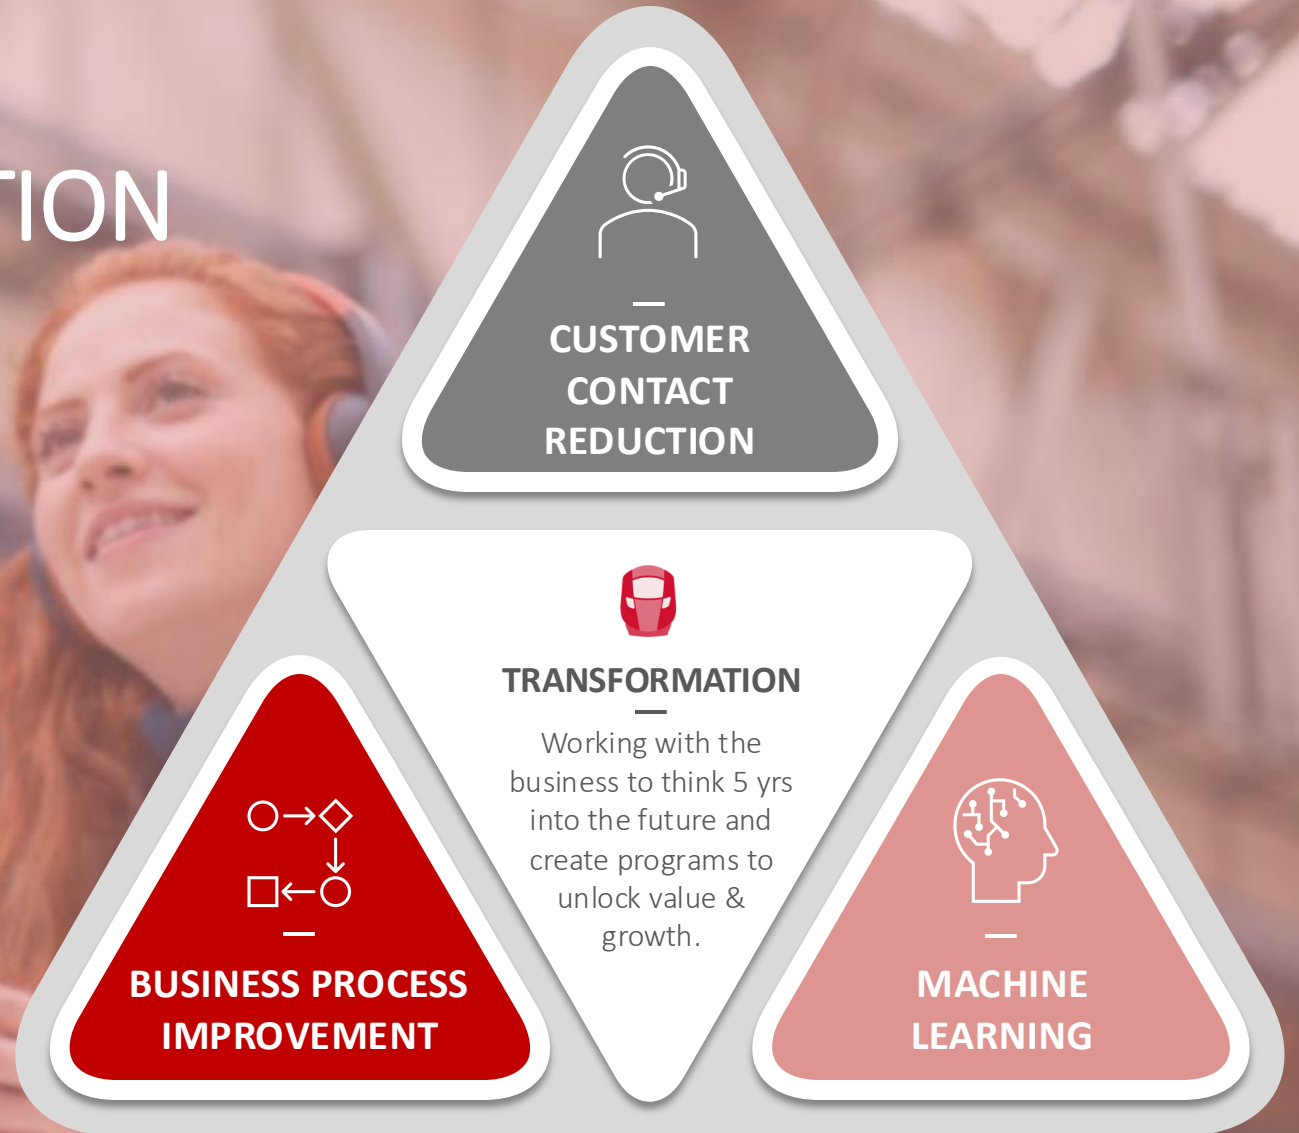 TION
CUSTOMER
CONTACT
REDUCTION
TRANSFORMATION
Working with the
business to think 5 yrs
into the future and
create programs to
unlock value &
growth.
BUSINESS PROCESS
IMPROVEMENT
MACHINE
LEARNING